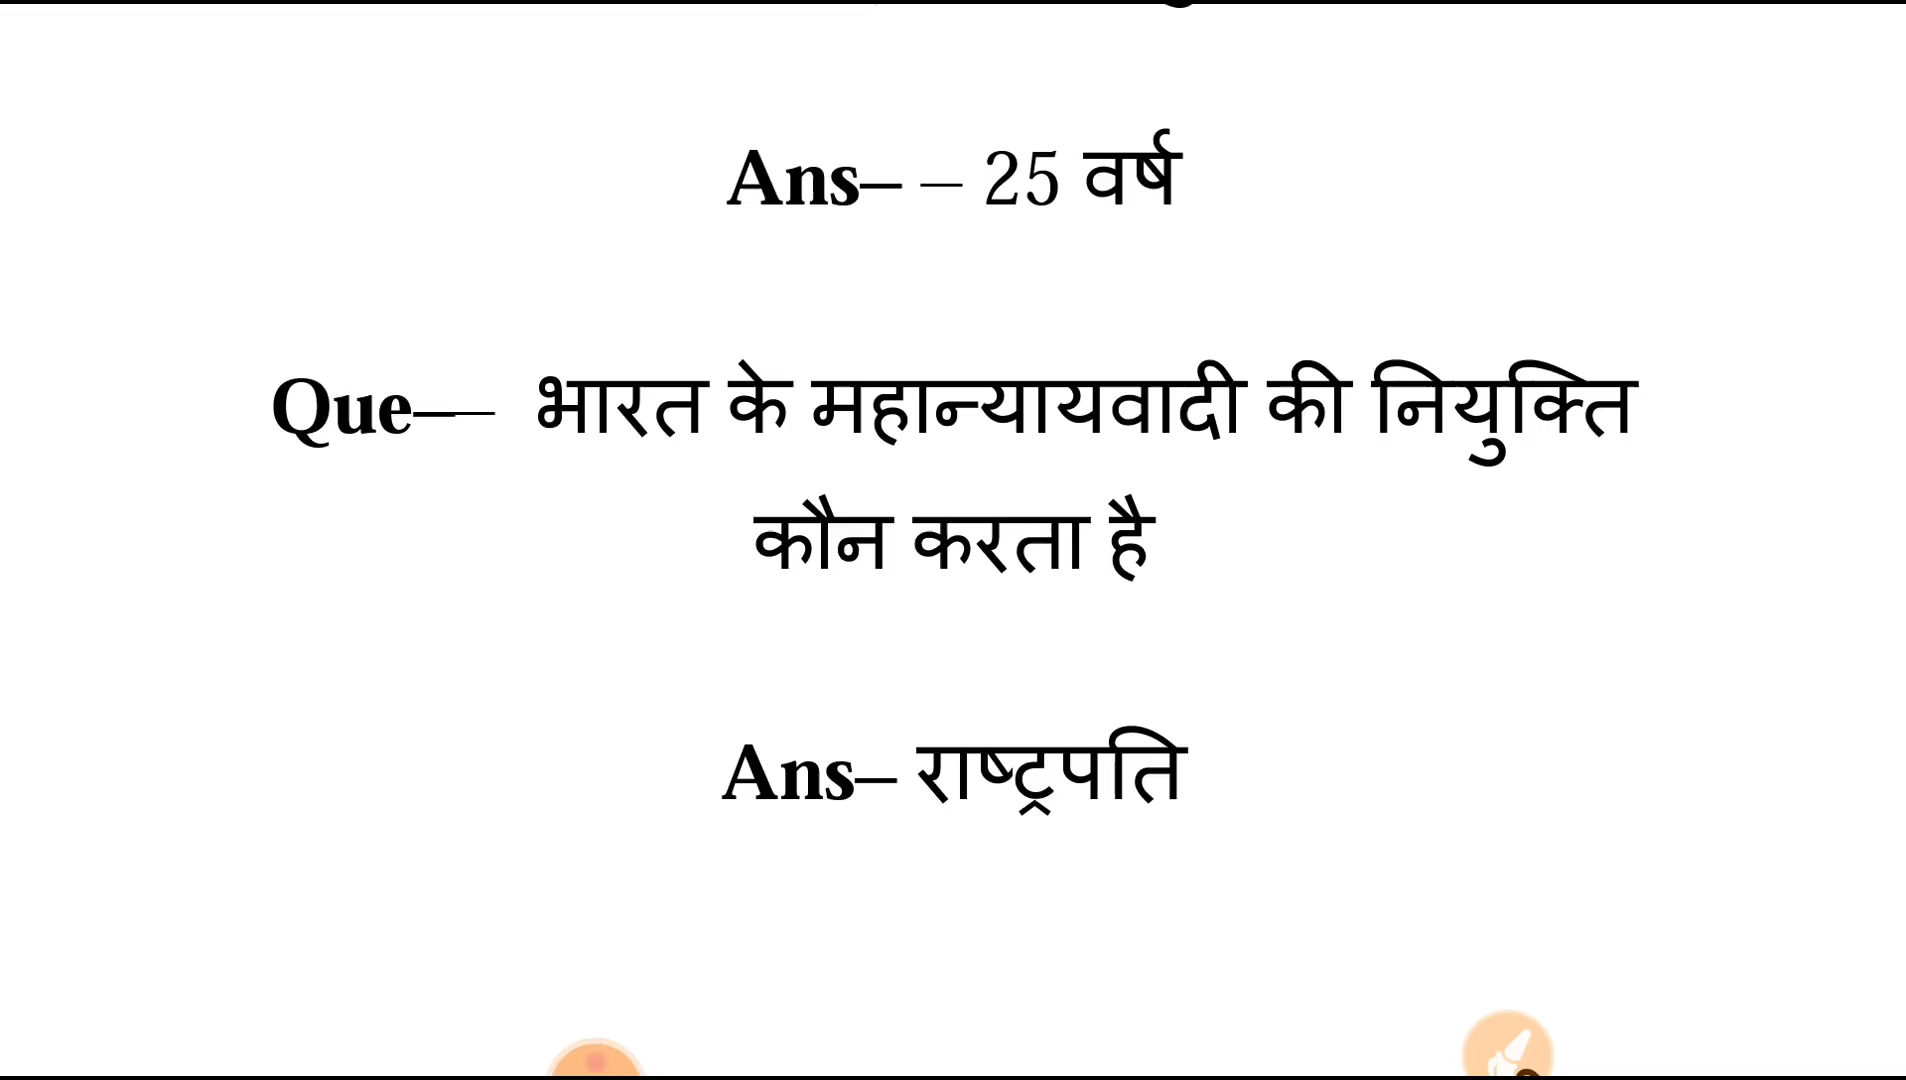 Ans– – 25 वर्ष
Que–— भारत के महान्यायवादी की नियुक्ति
कौन करता है
Ans– राष्ट्रपति